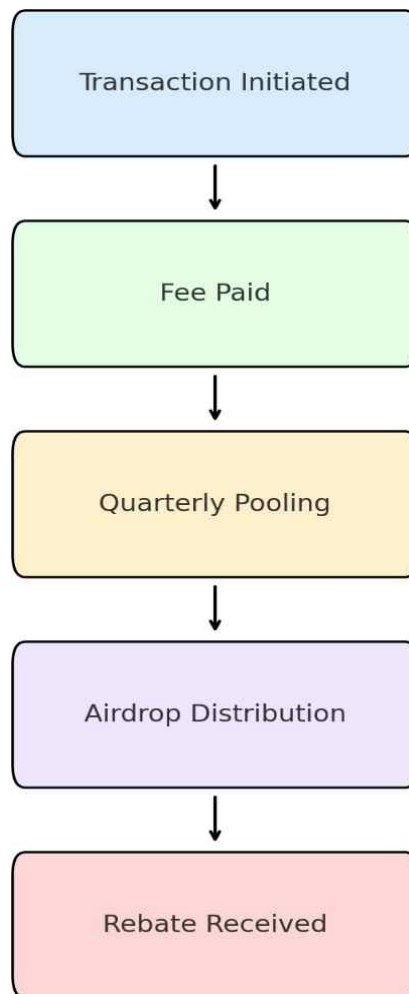 Transaction Initiated
Fee Paid
Quarterly Pooling
Airdrop Distribution
Rebate Received